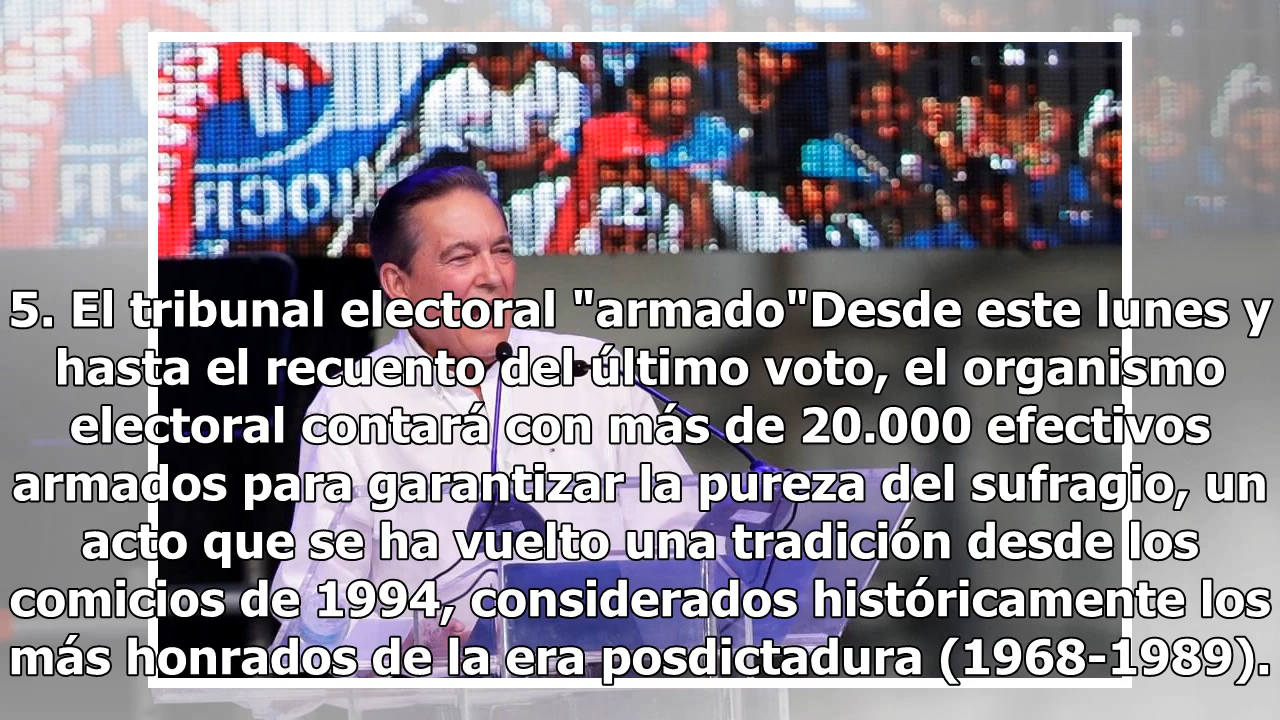 5. El tribunal electoral "armado"Desde este lunes y
hasta el recuento del último voto, el organismo
electoral contará con más de 20.000 efectivos
armados para garantizar la pureza del sufragio, un
acto que se ha vuelto una tradición desde los
comicios de 1994, considerados históricamente los
más honrados de la era posdictadura (1968-1989).